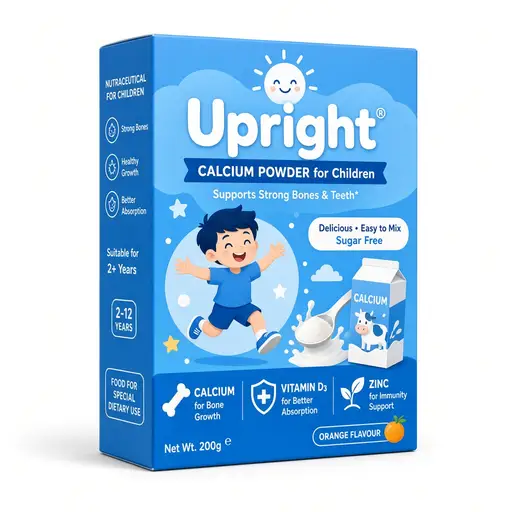 NUTRACEUTICAL
FOR CHILDREN
Strong Bones
Healthy
Growth
Better
Absorption
Suitable for
2+ Years
2-12
YEARS
FOOD FOR
SPECIAL
DIETARY USE
Upright®
CALCIUM POWDER for Children
Supports Strong Bones & Teeth*
Delicious • Easy to Mix
Sugar Free
CALCIUM
CALCIUM
for Bone
Growth
VITAMIN D3
for Better
Absorption
ZINC
for Immunity
Support
Net Wt. 200g ℮
ORANGE FLAVOUR